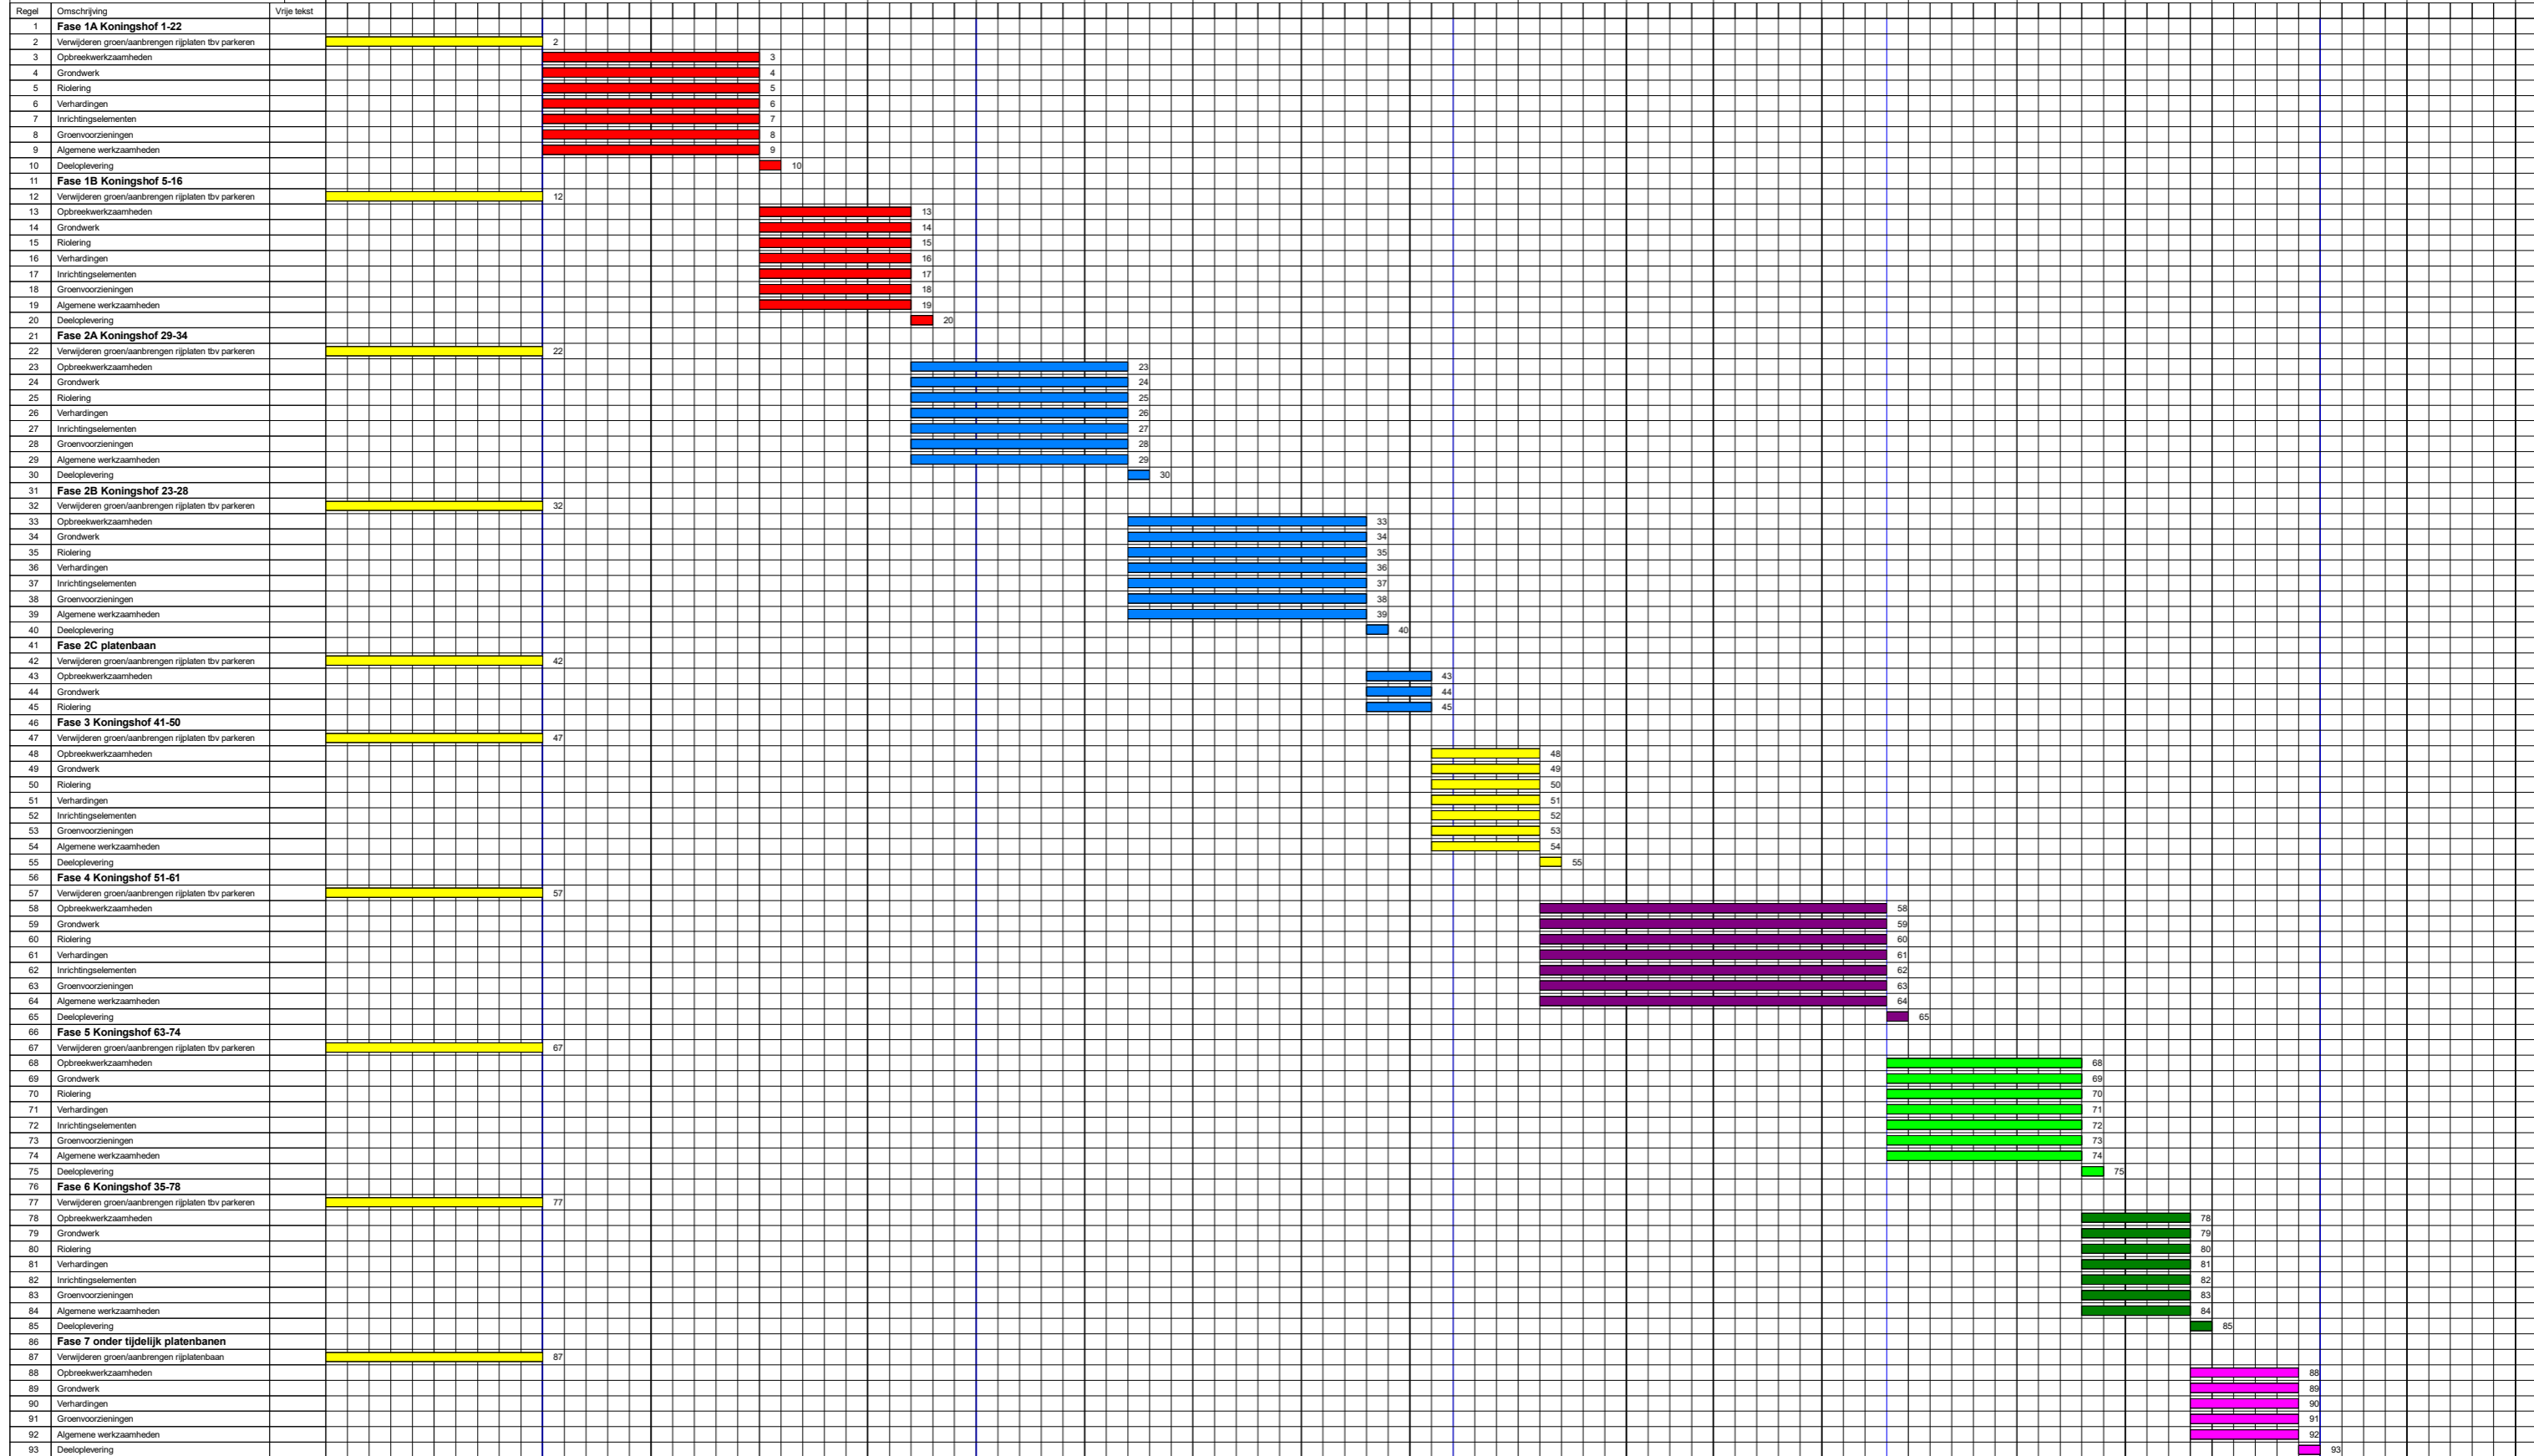 Regel Omschrijving Vrije tekst
1 Fase 1A Koningshof 1-22
2 Verwijderen groen/aanbrengen rijplaten tbv parkeren 2
3 Opbreekwerkzaamheden 3
4 Grondwerk 4
5 Riolering 5
6 Verhardingen 6
7 Inrichtingselementen 7
8 Groenvoorzieningen 8
9 Algemene werkzaamheden 9
10 Deeloplevering 10
11 Fase 1B Koningshof 5-16
12 Verwijderen groen/aanbrengen rijplaten tbv parkeren 12
13 Opbreekwerkzaamheden 13
14 Grondwerk 14
15 Riolering 15
16 Verhardingen 16
17 Inrichtingselementen 17
18 Groenvoorzieningen 18
19 Algemene werkzaamheden 19
20 Deeloplevering 20
21 Fase 2A Koningshof 29-34
22 Verwijderen groen/aanbrengen rijplaten tbv parkeren 22
23 Opbreekwerkzaamheden 23
24 Grondwerk 24
25 Riolering 25
26 Verhardingen 26
27 Inrichtingselementen 27
28 Groenvoorzieningen 28
29 Algemene werkzaamheden 29
30 Deeloplevering 30
31 Fase 2B Koningshof 23-28
32 Verwijderen groen/aanbrengen rijplaten tbv parkeren 32
33 Opbreekwerkzaamheden 33
34 Grondwerk 34
35 Riolering 35
36 Verhardingen 36
37 Inrichtingselementen 37
38 Groenvoorzieningen 38
39 Algemene werkzaamheden 39
40 Deeloplevering 40
41 Fase 2C platenbaan
42 Verwijderen groen/aanbrengen rijplaten tbv parkeren 42
43 Opbreekwerkzaamheden 43
44 Grondwerk 44
45 Riolering 45
46 Fase 3 Koningshof 41-50
47 Verwijderen groen/aanbrengen rijplaten tbv parkeren 47
48 Opbreekwerkzaamheden 48
49 Grondwerk 49
50 Riolering 50
51 Verhardingen 51
52 Inrichtingselementen 52
53 Groenvoorzieningen 53
54 Algemene werkzaamheden 54
55 Deeloplevering 55
56 Fase 4 Koningshof 51-61
57 Verwijderen groen/aanbrengen rijplaten tbv parkeren 57
58 Opbreekwerkzaamheden 58
59 Grondwerk 59
60 Riolering 60
61 Verhardingen 61
62 Inrichtingselementen 62
63 Groenvoorzieningen 63
64 Algemene werkzaamheden 64
65 Deeloplevering 65
66 Fase 5 Koningshof 63-74
67 Verwijderen groen/aanbrengen rijplaten tbv parkeren 67
68 Opbreekwerkzaamheden 68
69 Grondwerk 69
70 Riolering 70
71 Verhardingen 71
72 Inrichtingselementen 72
73 Groenvoorzieningen 73
74 Algemene werkzaamheden 74
75 Deeloplevering 75
76 Fase 6 Koningshof 35-78
77 Verwijderen groen/aanbrengen rijplaten tbv parkeren 77
78 Opbreekwerkzaamheden 78
79 Grondwerk 79
80 Riolering 80
81 Verhardingen 81
82 Inrichtingselementen 82
83 Groenvoorzieningen 83
84 Algemene werkzaamheden 84
85 Deeloplevering 85
86 Fase 7 onder tijdelijk platenbanen
87 Verwijderen groen/aanbrengen rijplatenbaan 87
88 Opbreekwerkzaamheden 88
89 Grondwerk 89
90 Verhardingen 90
91 Groenvoorzieningen 91
92 Algemene werkzaamheden 92
93 Deeloplevering 93